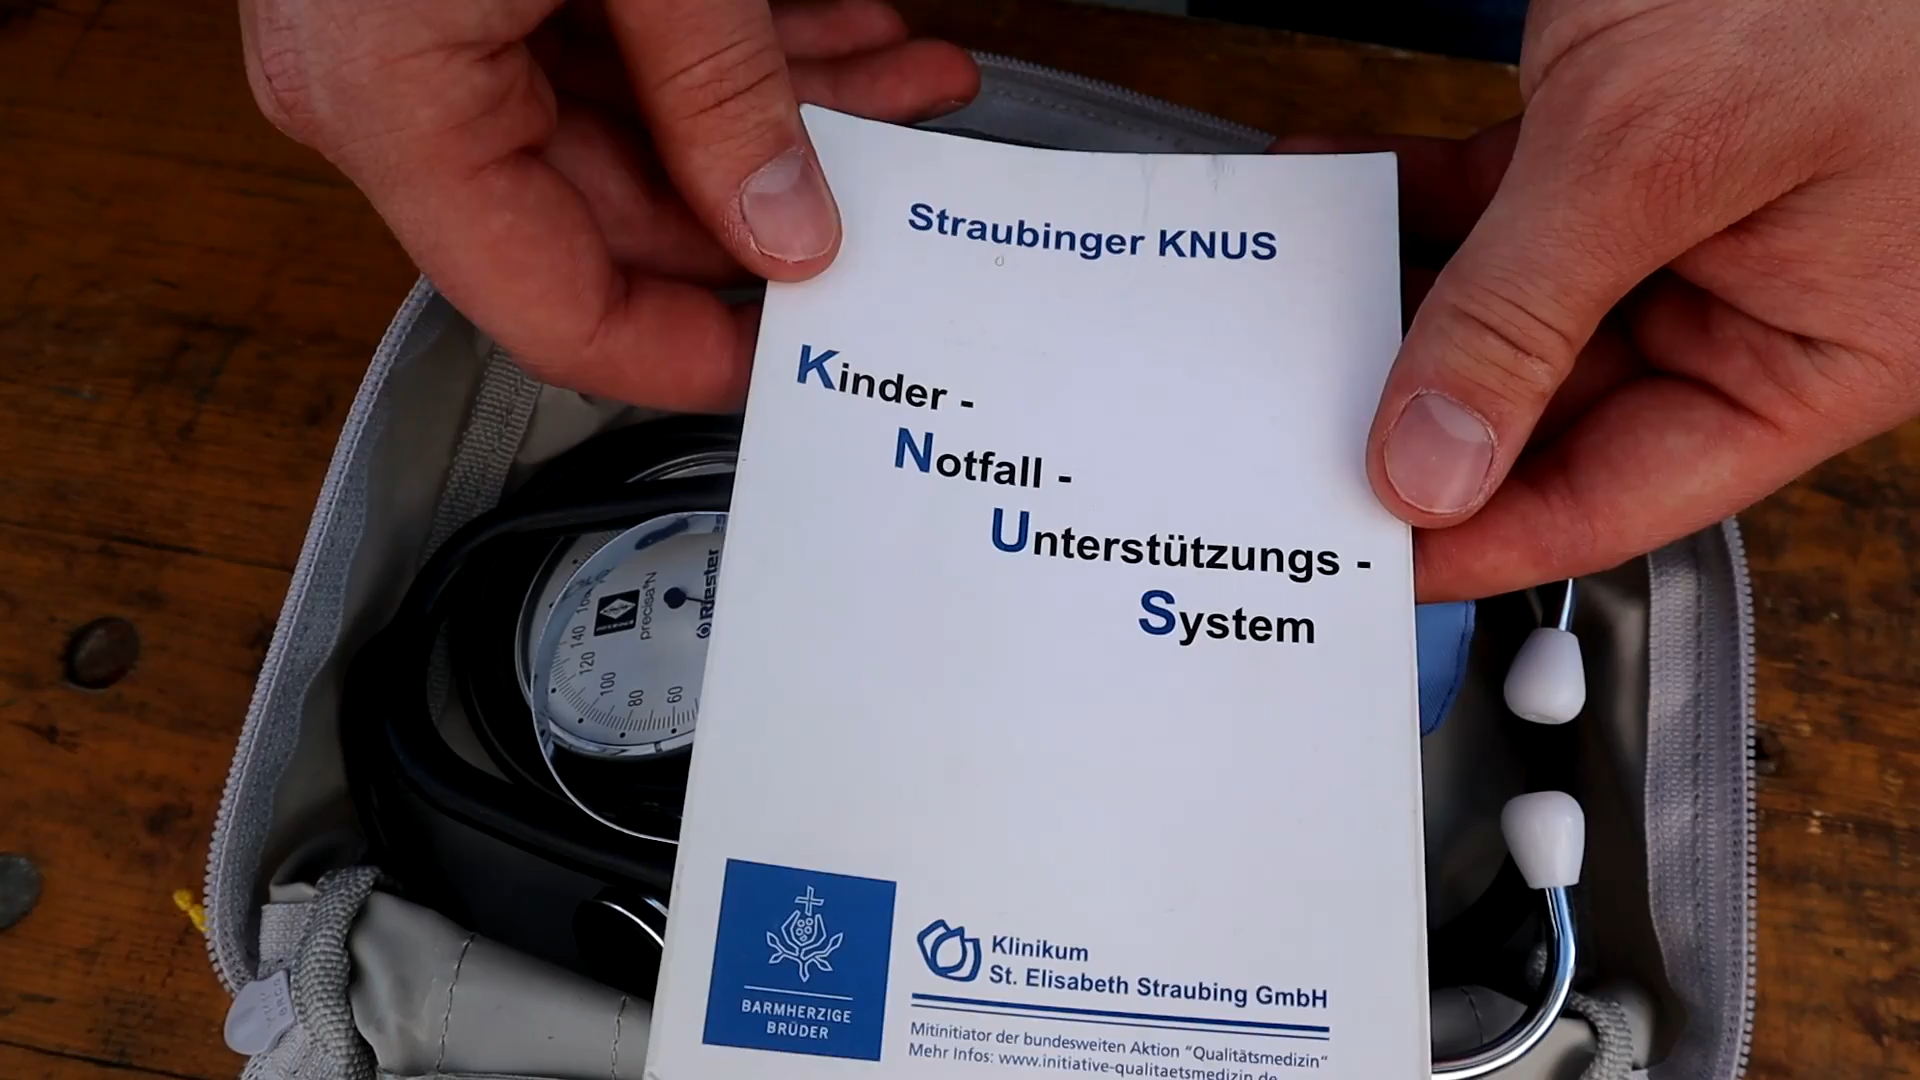 Straubinger KNUS
Kinder -
Notfall -
Unterstützungs -
System
Riester
precisa®N
160
140
120
100
80
60
BARMHERZIGE
BRÜDER
Klinikum
St. Elisabeth Straubing GmbH
Mitinitiator der bundesweiten Aktion "Qualitätsmedizin"
Mehr Infos: www.initiative-qualitaetsmedizin.de